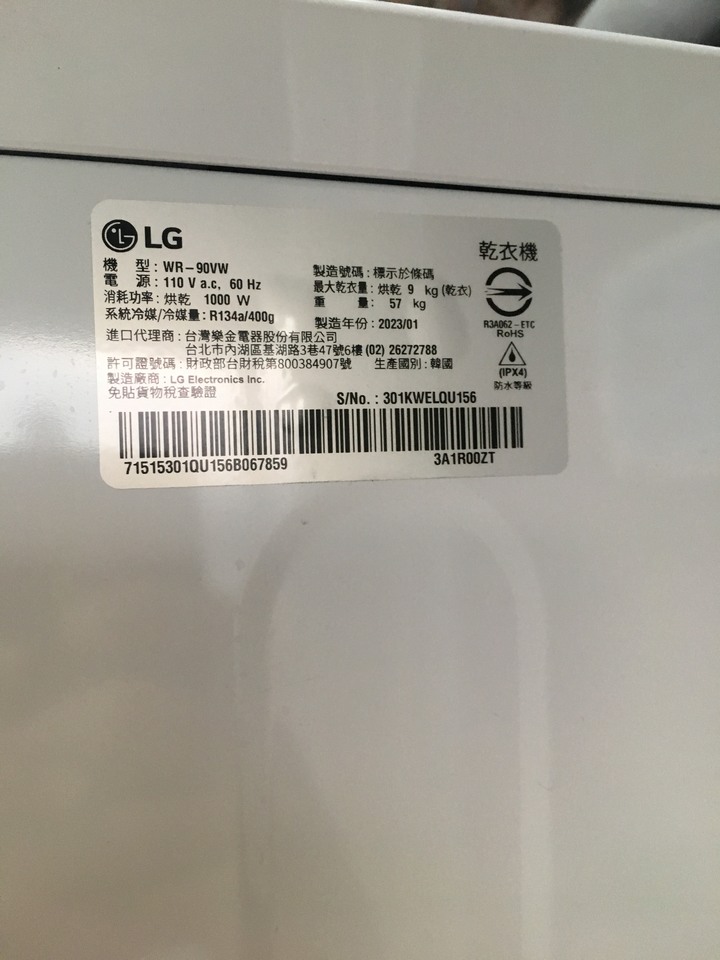 LG
乾衣機
機 型：WR-90VW
電 源：110 V a.c, 60 Hz
消耗功率：烘乾 1000 W
系統冷媒/冷媒量：R134a/400g
製造號碼：標示於條碼
最大乾衣量：烘乾 9 kg (乾衣)
重 量： 57 kg
製造年份：2023/01
進口代理商：台灣樂金電器股份有限公司
台北市內湖區基湖路3巷47號6樓 (02) 26272788
許可證號碼：財政部台財稅第800384907號 生產國別：韓國
製造廠商：LG Electronics Inc.
免貼貨物稅查驗證
R3A062-ETC
RoHS
(IPX4)
防水等級
S/No. : 301KWELQU156
71515301QU156B067859
3A1R00ZT